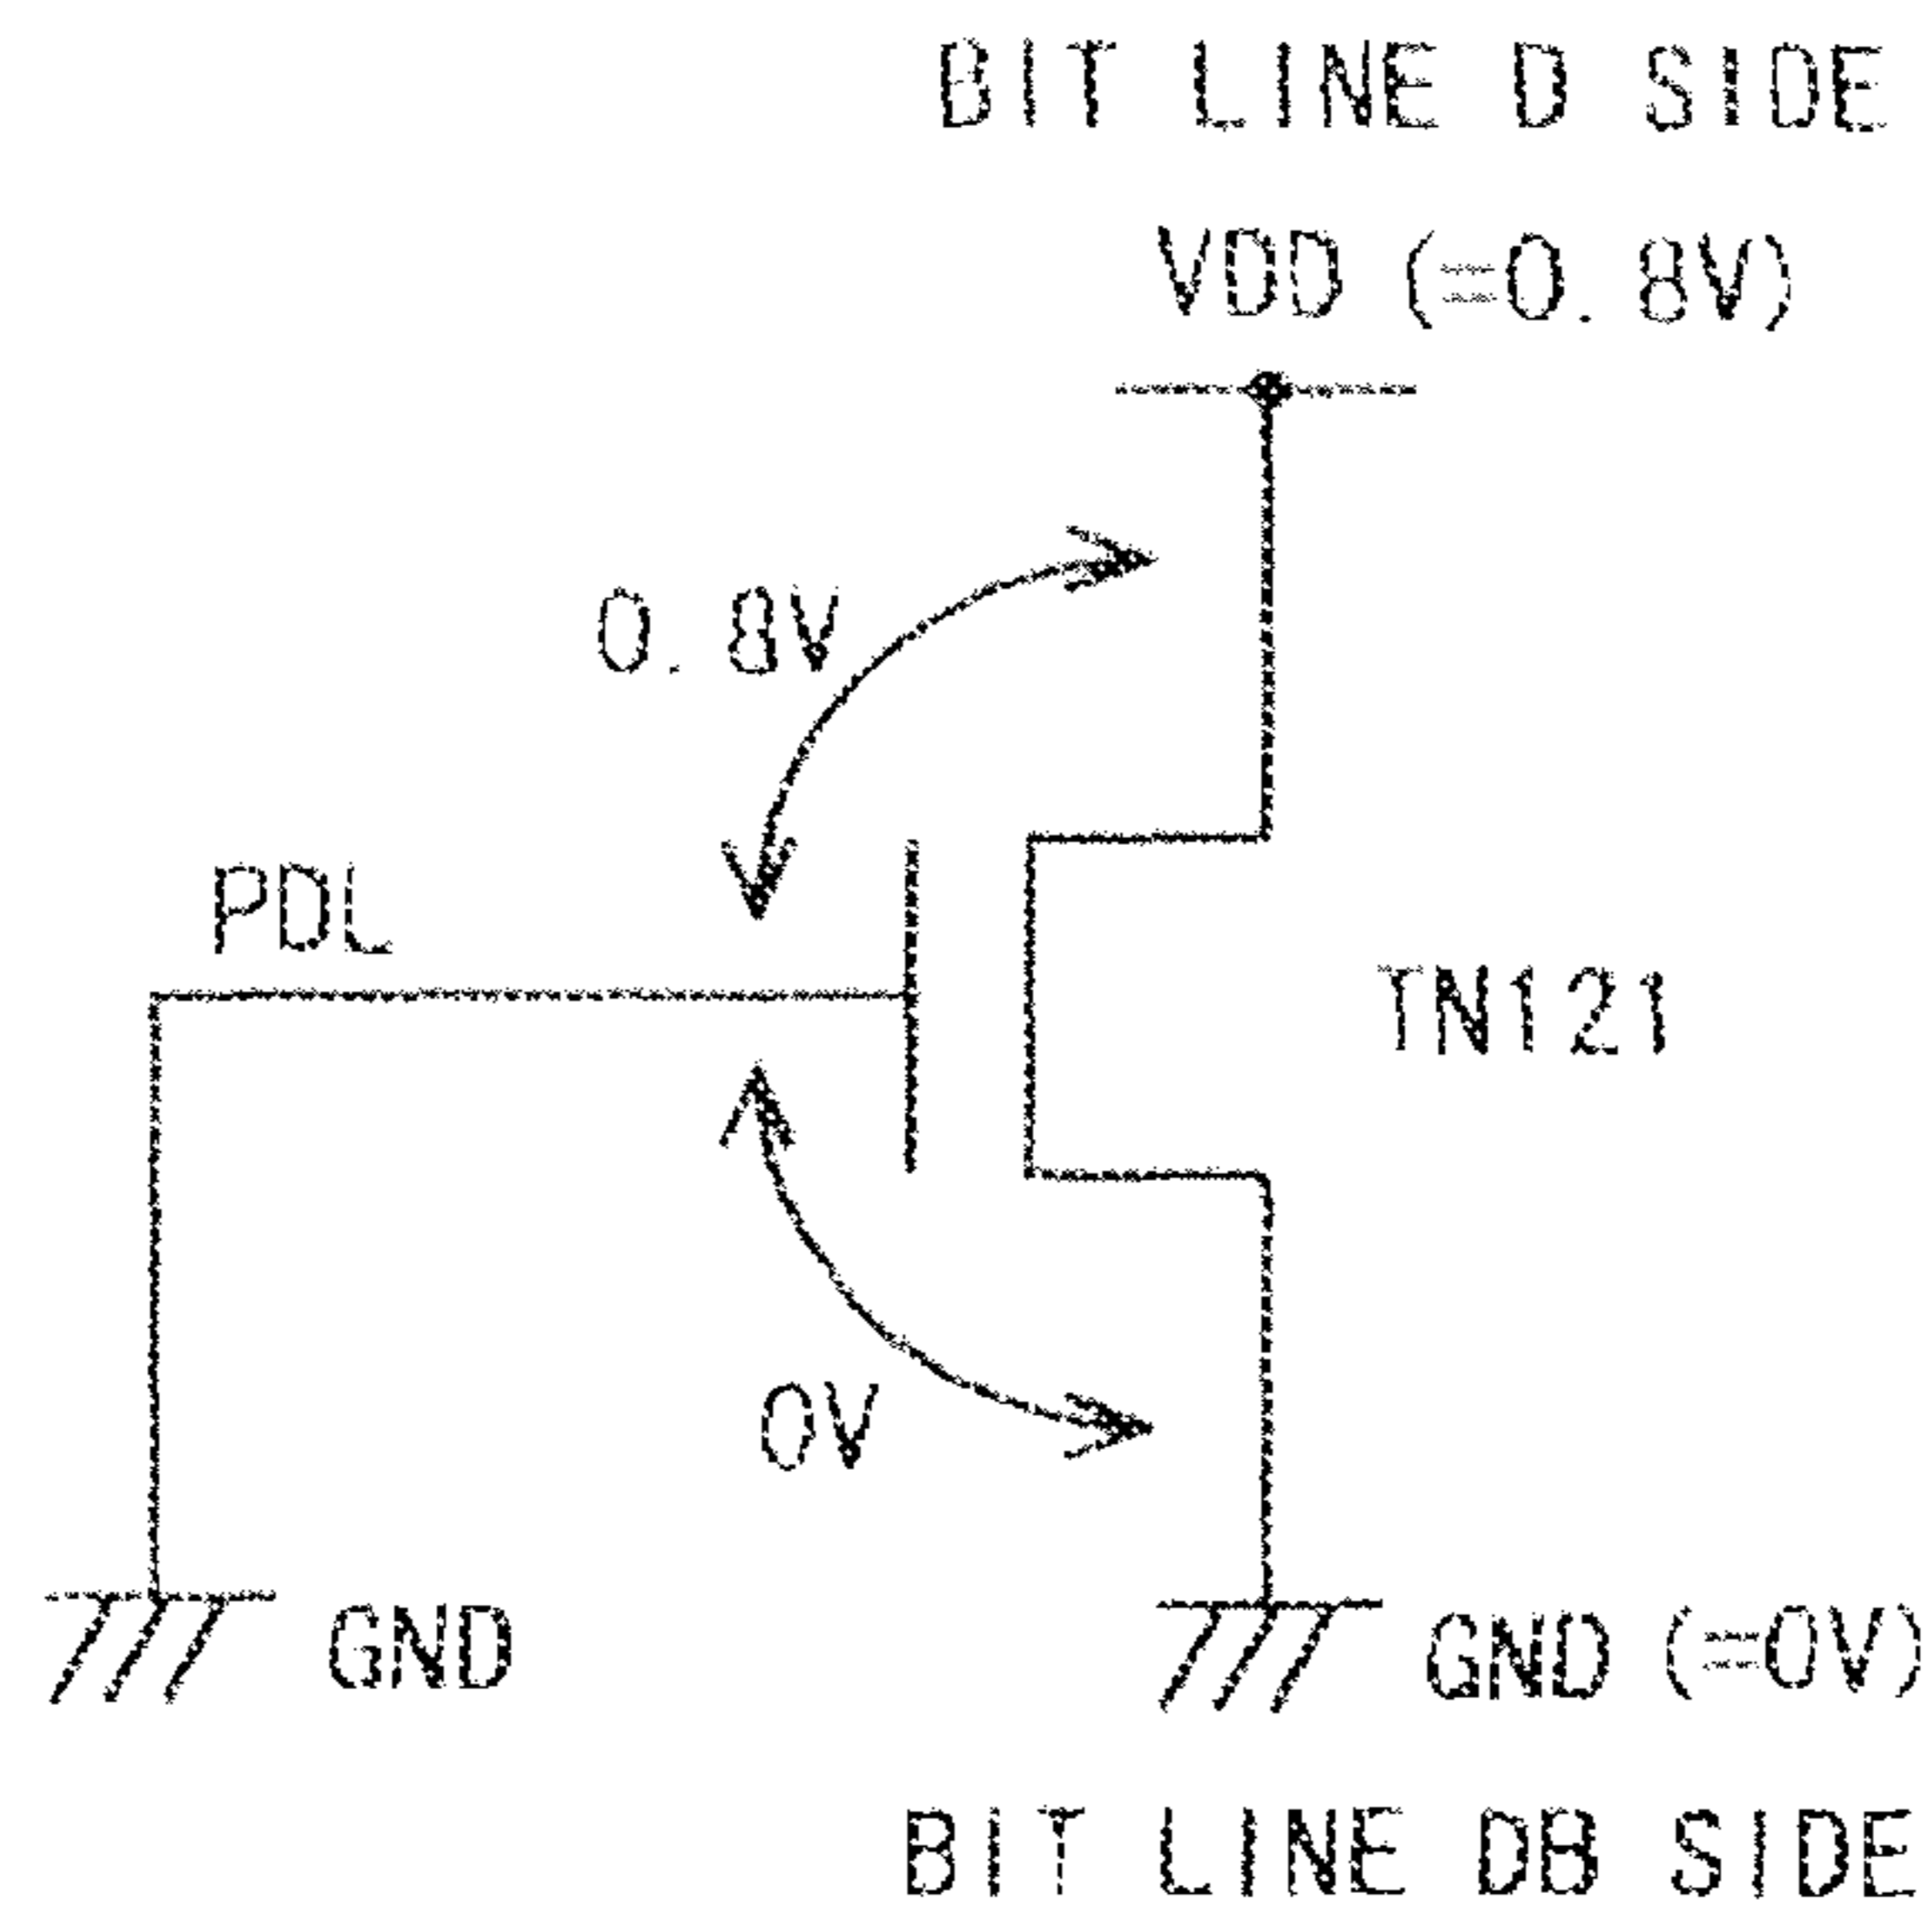 BIT LINE D SIDE
VDD (=0.8V)
0.8V
PDL
TN121
0V
GND
GND (=0V)
BIT LINE DB SIDE